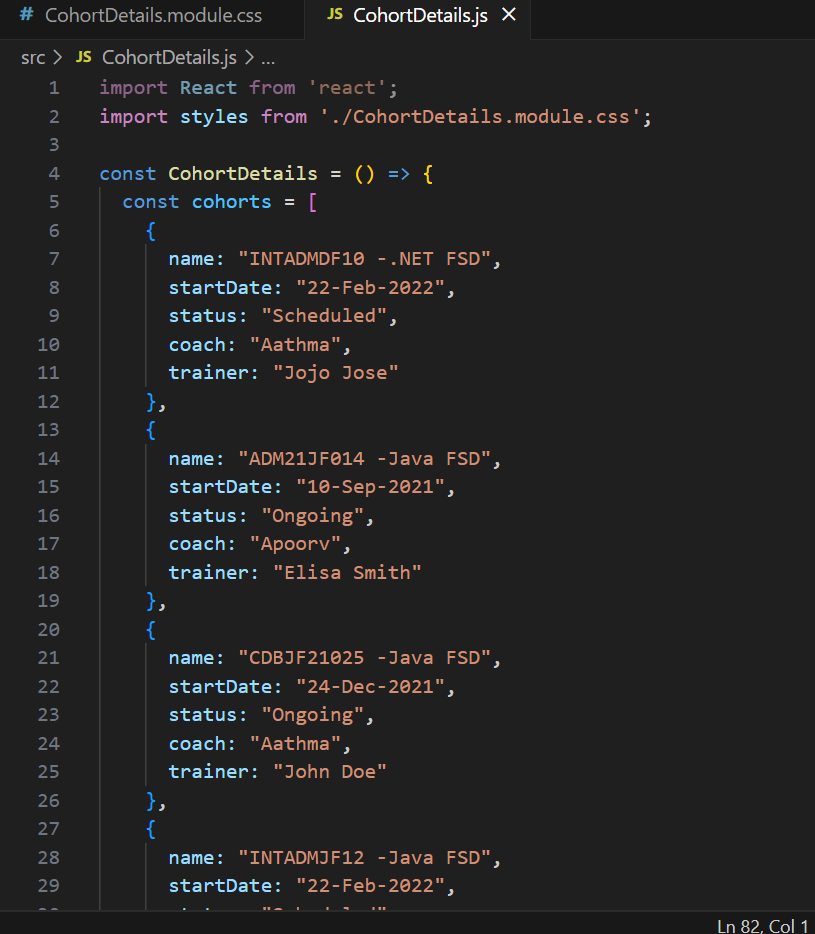 # CohortDetails.module.css
JS CohortDetails.js ×
src > JS CohortDetails.js > ...
1 import React from 'react';
2 import styles from './CohortDetails.module.css';
3
4 const CohortDetails = () => {
5 const cohorts = [
6 {
7 name: "INTADMDF10 -.NET FSD",
8 startDate: "22-Feb-2022",
9 status: "Scheduled",
10 coach: "Aathma",
11 trainer: "Jojo Jose"
12 },
13 {
14 name: "ADM21JF014 -Java FSD",
15 startDate: "10-Sep-2021",
16 status: "Ongoing",
17 coach: "Apoorv",
18 trainer: "Elisa Smith"
19 },
20 {
21 name: "CDBJF21025 -Java FSD",
22 startDate: "24-Dec-2021",
23 status: "Ongoing",
24 coach: "Aathma",
25 trainer: "John Doe"
26 },
27 {
28 name: "INTADMJF12 -Java FSD",
29 startDate: "22-Feb-2022",
Ln 82, Col 1